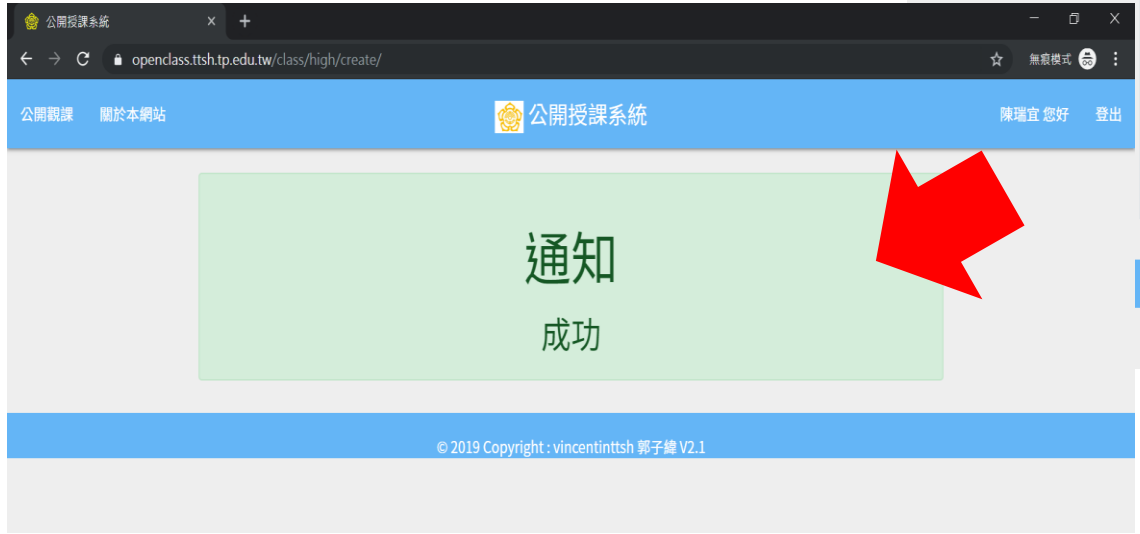 公開授課系統
openclass.ttsh.tp.edu.tw/class/high/create/
無痕模式
公開觀課 關於本網站 公開授課系統 陳瑞宜 您好 登出
通知
成功
© 2019 Copyright : vincentinttsh 郭子緯 V2.1